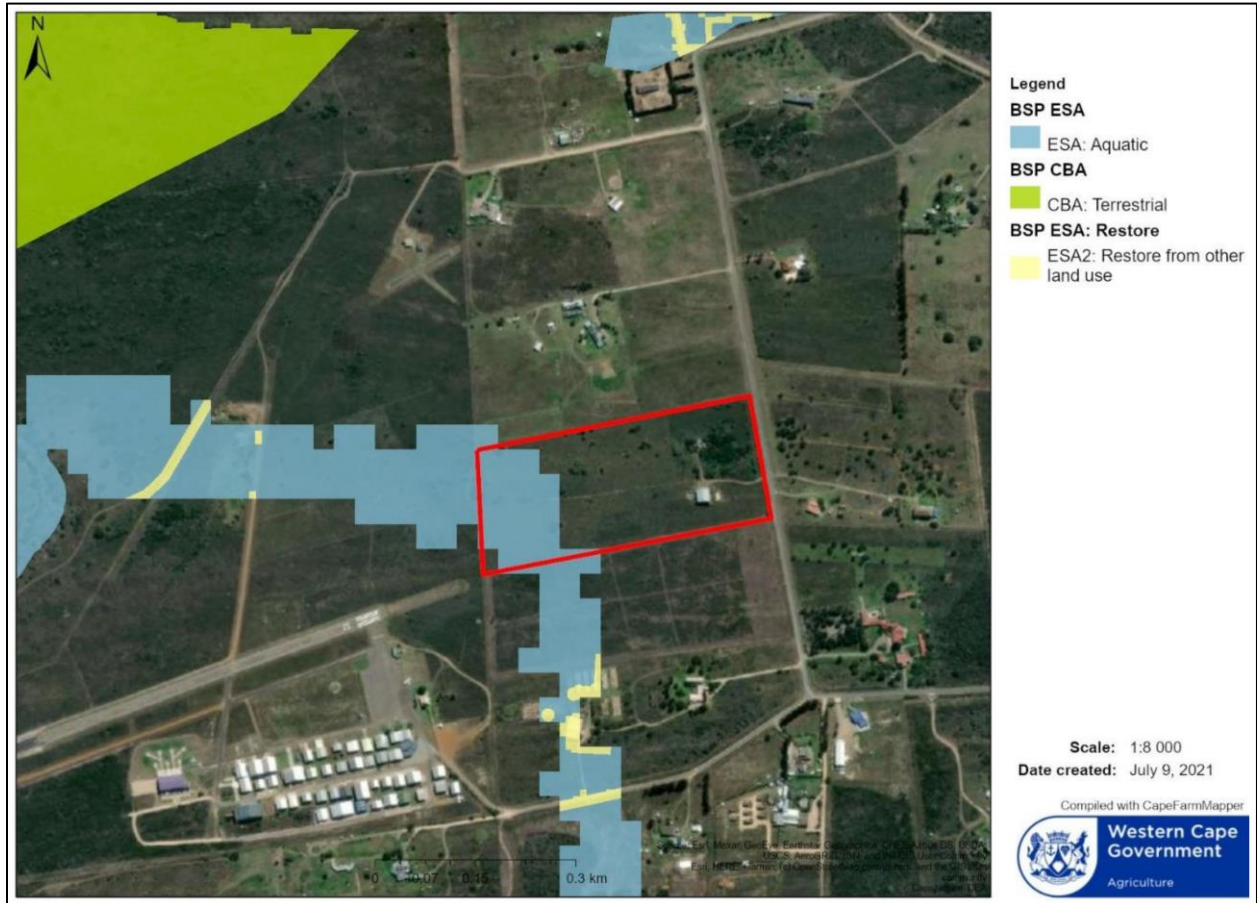 N
Legend
BSP ESA
ESA: Aquatic
BSP CBA
CBA: Terrestrial
BSP ESA: Restore
ESA2: Restore from other
land use
Scale: 1:8 000
Date created: July 9, 2021
Compiled with CapeFarmMapper
Western Cape
Government
Agriculture
0 0,07 0,15 0.3 km